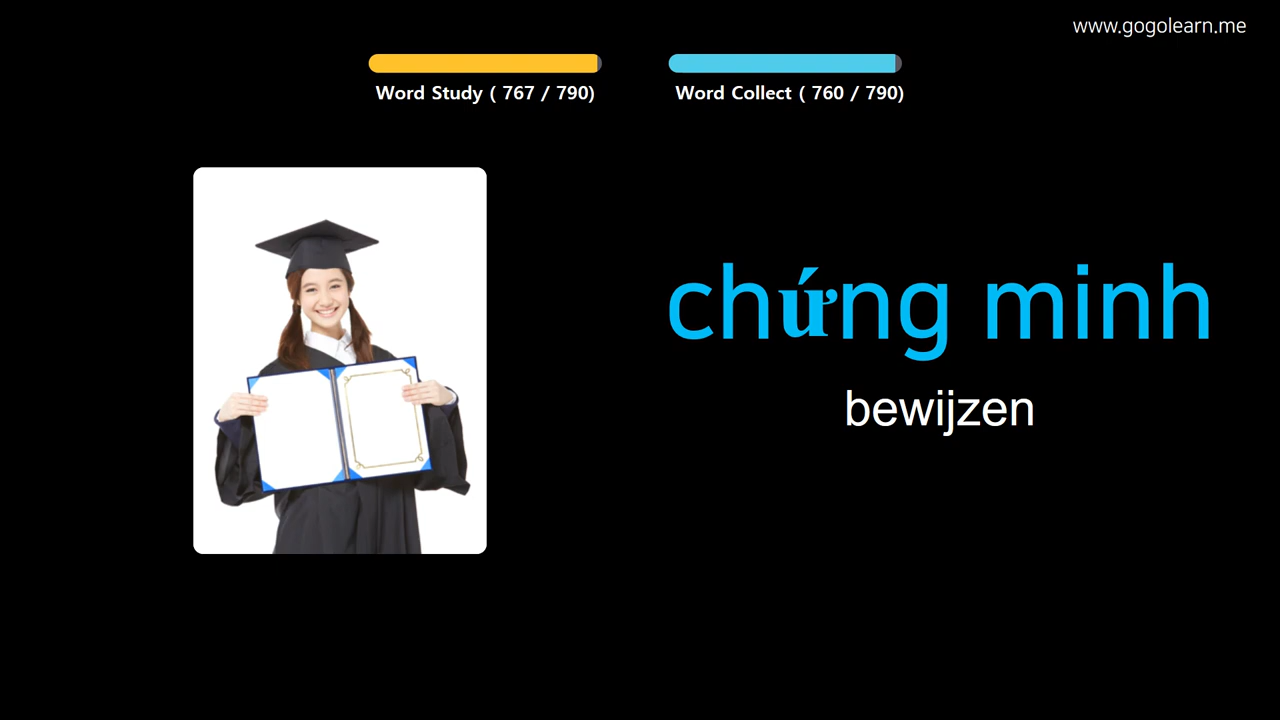 www.gogolearn.me
Word Study ( 767 / 790)
Word Collect ( 760 / 790)
chứng minh
bewijzen